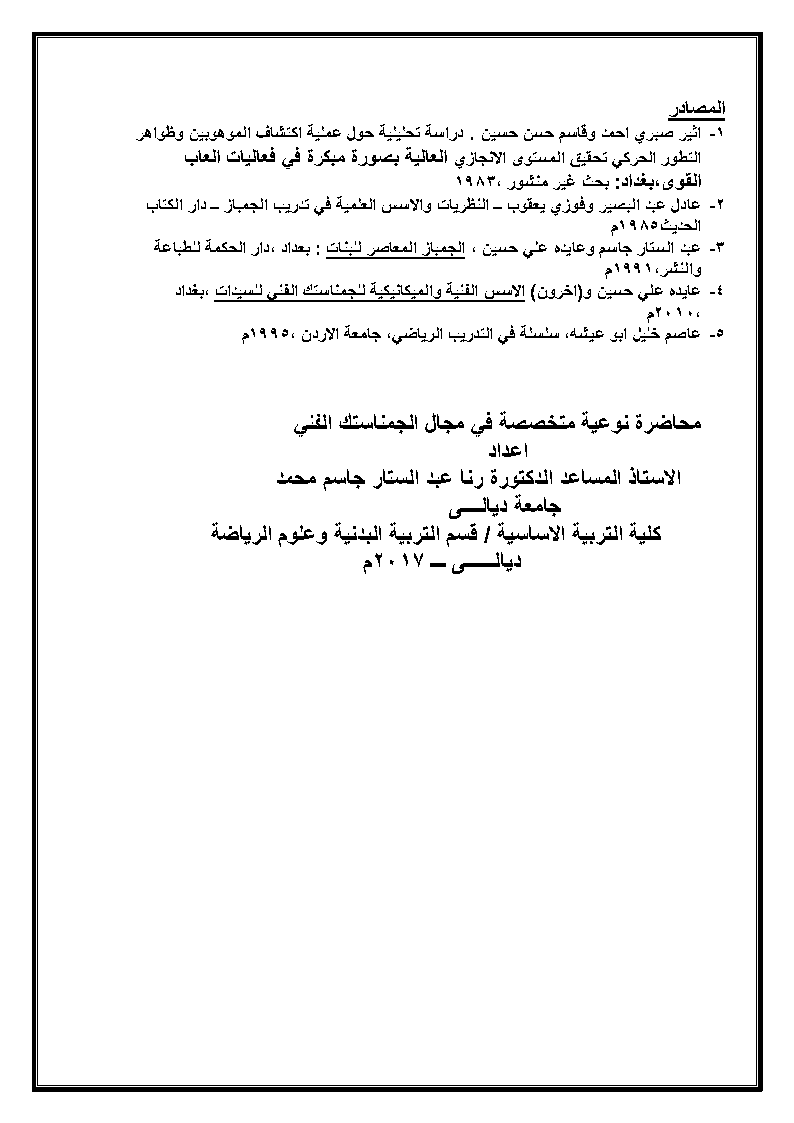 المصادر
١- اثير صبري احمد وقاسم حسن حسين . دراسة تحليلية حول عملية اكتشاف الموهوبين وظواهر
التطور الحركي تحقيق المستوى الانجازي العالية بصورة مبكرة في فعاليات العاب
القوى،بغداد: بحث غير منشور ،١٩٨٣
٢- عادل عبد البصير وفوزي يعقوب – النظريات والاسس العلمية في تدريب الجمباز – دار الكتاب
الحديث١٩٨٥م
٣- عبد الستار جاسم وعايده علي حسين ، الجمباز المعاصر للبنات : بعداد ،دار الحكمة للطباعة
والنشر،١٩٩١م
٤- عايده علي حسين و(اخرون) الاسس الفنية والميكانيكية للجمناستك الفني للسيدات ،بغداد
،٢٠١٠م
٥- عاصم خليل ابو عيشه، سلسلة في التدريب الرياضي، جامعة الاردن ،١٩٩٥م
محاضرة نوعية متخصصة في مجال الجمناستك الفني
اعداد
الاستاذ المساعد الدكتورة رنا عبد الستار جاسم محمد
جامعة ديالــــى
كلية التربية الاساسية / قسم التربية البدنية وعلوم الرياضة
ديالــــــى ــ ٢٠١٧م